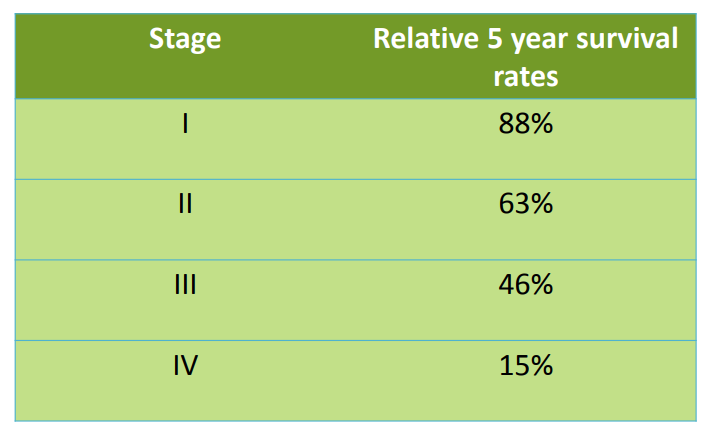 Stage Relative 5 year survival
rates
I 88%
II 63%
III 46%
IV 15%